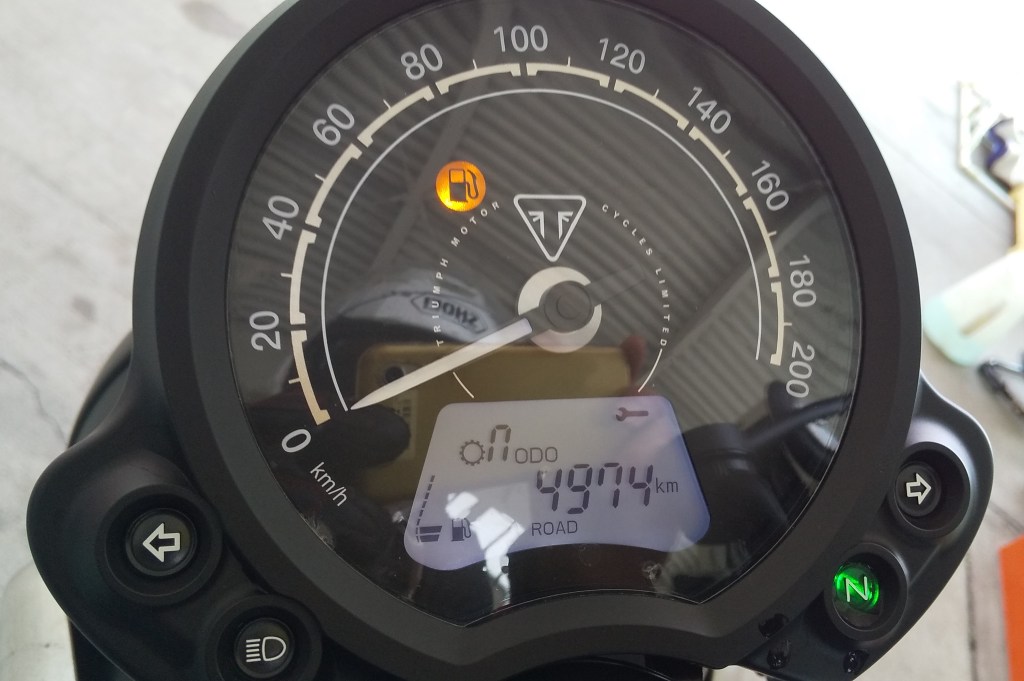 0
20
40
60
80
100
120
140
160
180
200
km/h
TRIUMPH MOTOR CYCLES LIMITED
n ODO
4974 km
ROAD
N